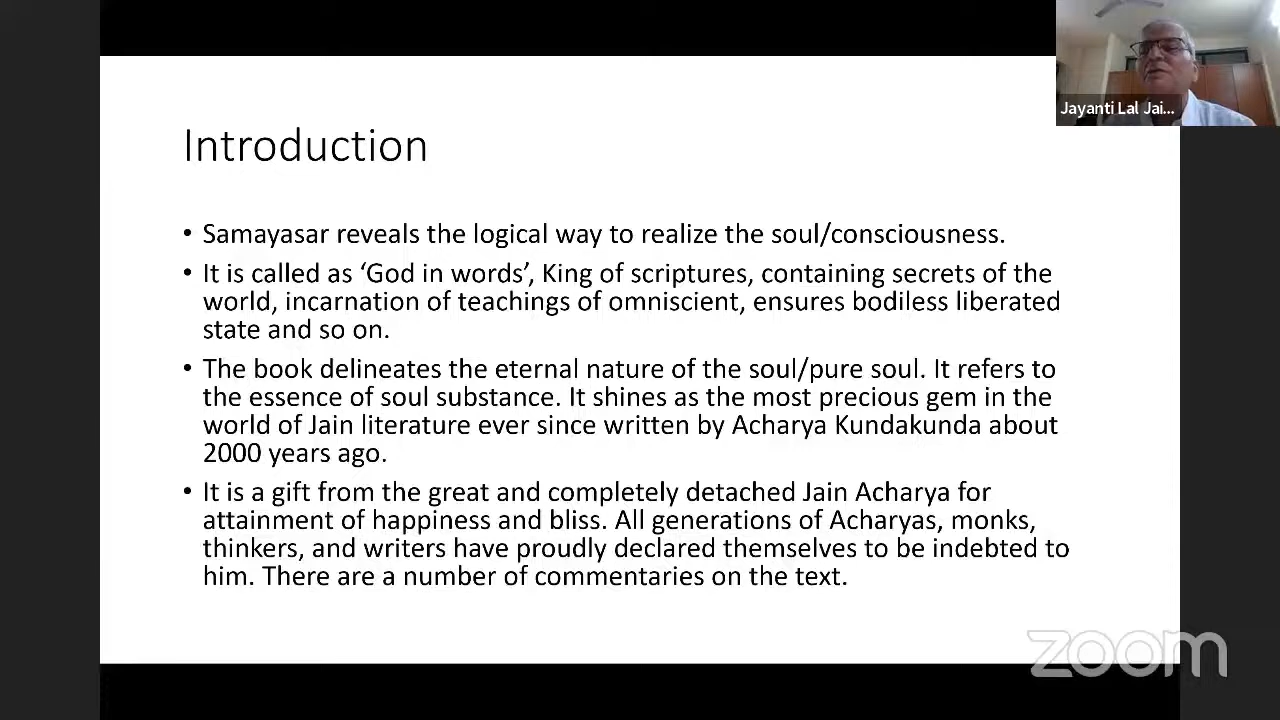 Jayanti Lal Jai...
Introduction
• Samayasar reveals the logical way to realize the soul/consciousness.
• It is called as ‘God in words’, King of scriptures, containing secrets of the
world, incarnation of teachings of omniscient, ensures bodiless liberated
state and so on.
• The book delineates the eternal nature of the soul/pure soul. It refers to
the essence of soul substance. It shines as the most precious gem in the
world of Jain literature ever since written by Acharya Kundakunda about
2000 years ago.
• It is a gift from the great and completely detached Jain Acharya for
attainment of happiness and bliss. All generations of Acharyas, monks,
thinkers, and writers have proudly declared themselves to be indebted to
him. There are a number of commentaries on the text.
zoom